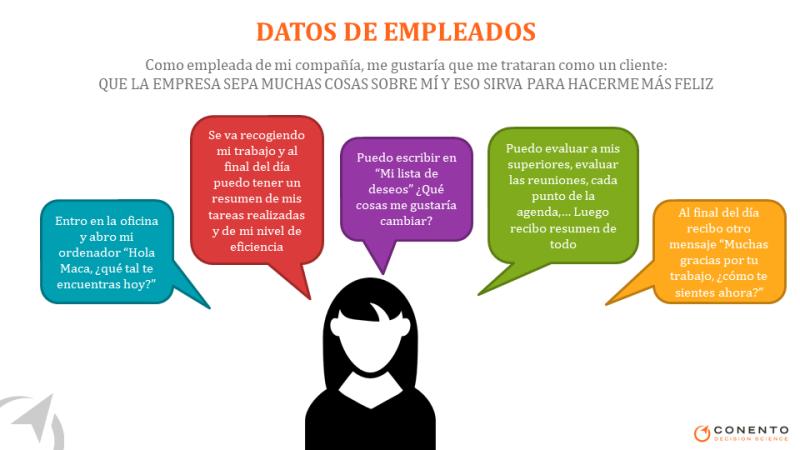 DATOS DE EMPLEADOS
Como empleada de mi compañía, me gustaría que me trataran como un cliente:
QUE LA EMPRESA SEPA MUCHAS COSAS SOBRE MÍ Y ESO SIRVA PARA HACERME MÁS FELIZ
Entro en la oficina
y abro mi
ordenador “Hola
Maca, ¿qué tal te
encuentras hoy?”
Se va recogiendo
mi trabajo y al
final del día
puedo tener un
resumen de mis
tareas realizadas
y de mi nivel de
eficiencia
Puedo escribir en
“Mi lista de
deseos” ¿Qué
cosas me gustaría
cambiar?
Puedo evaluar a mis
superiores, evaluar
las reuniones, cada
punto de la
agenda,... Luego
recibo resumen de
todo
Al final del día
recibo otro
mensaje “Muchas
gracias por tu
trabajo, ¿cómo te
sientes ahora?”
CONENTO
DECISION SCIENCE